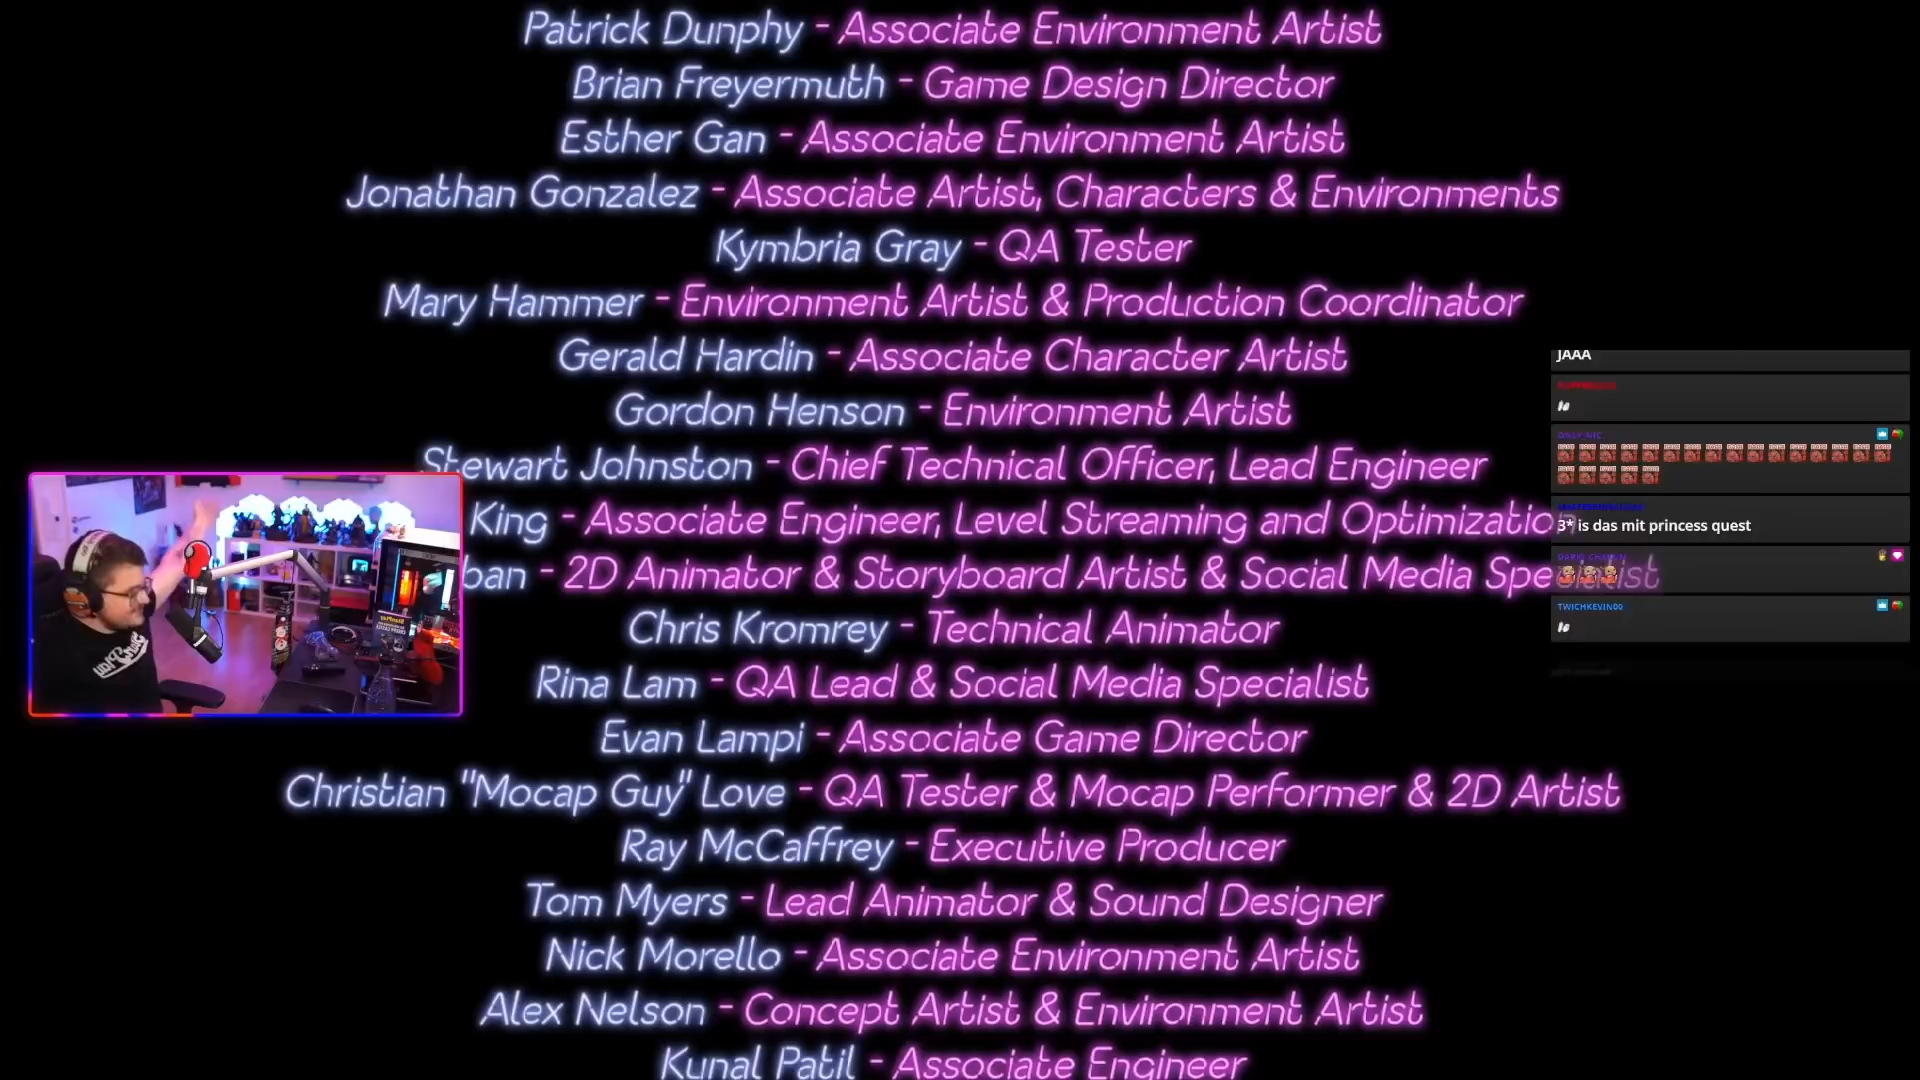 Patrick Dunphy - Associate Environment Artist
Brian Freyermuth - Game Design Director
Esther Gan - Associate Environment Artist
Jonathan Gonzalez - Associate Artist, Characters & Environments
Kymbria Gray - QA Tester
Mary Hammer - Environment Artist & Production Coordinator
Gerald Hardin - Associate Character Artist
Gordon Henson - Environment Artist
Stewart Johnston - Chief Technical Officer, Lead Engineer
King - Associate Engineer, Level Streaming and Optimization
ban - 2D Animator & Storyboard Artist & Social Media Specialist
Chris Kromrey - Technical Animator
Rina Lam - QA Lead & Social Media Specialist
Evan Lampi - Associate Game Director
Christian "Mocap Guy" Love - QA Tester & Mocap Performer & 2D Artist
Ray McCaffrey - Executive Producer
Tom Myers - Lead Animator & Sound Designer
Nick Morello - Associate Environment Artist
Alex Nelson - Concept Artist & Environment Artist
Kunal Patil - Associate Engineer
JAAA
ONLY_NIC
3* is das mit princess quest
TWICHKEVIN00